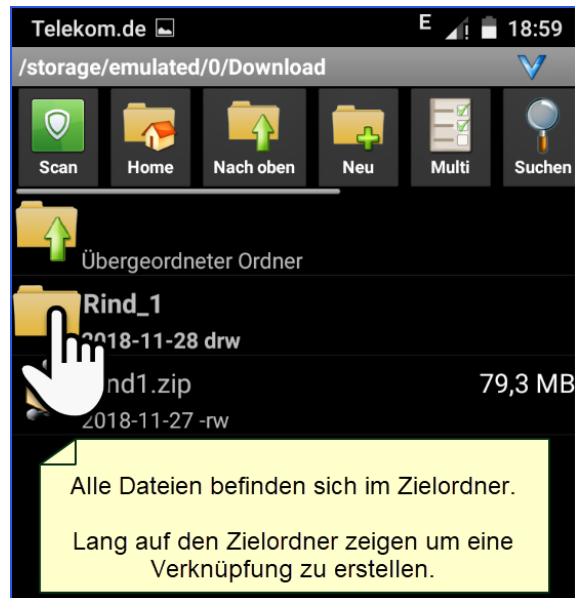 Telekom.de
E
18:59
/storage/emulated/0/Download
Scan Home Nach oben Neu Multi Suchen
Übergeordneter Ordner
Rind_1
2018-11-28 drw
nd1.zip 79,3 MB
2018-11-27 -rw
Alle Dateien befinden sich im Zielordner.
Lang auf den Zielordner zeigen um eine
Verknüpfung zu erstellen.